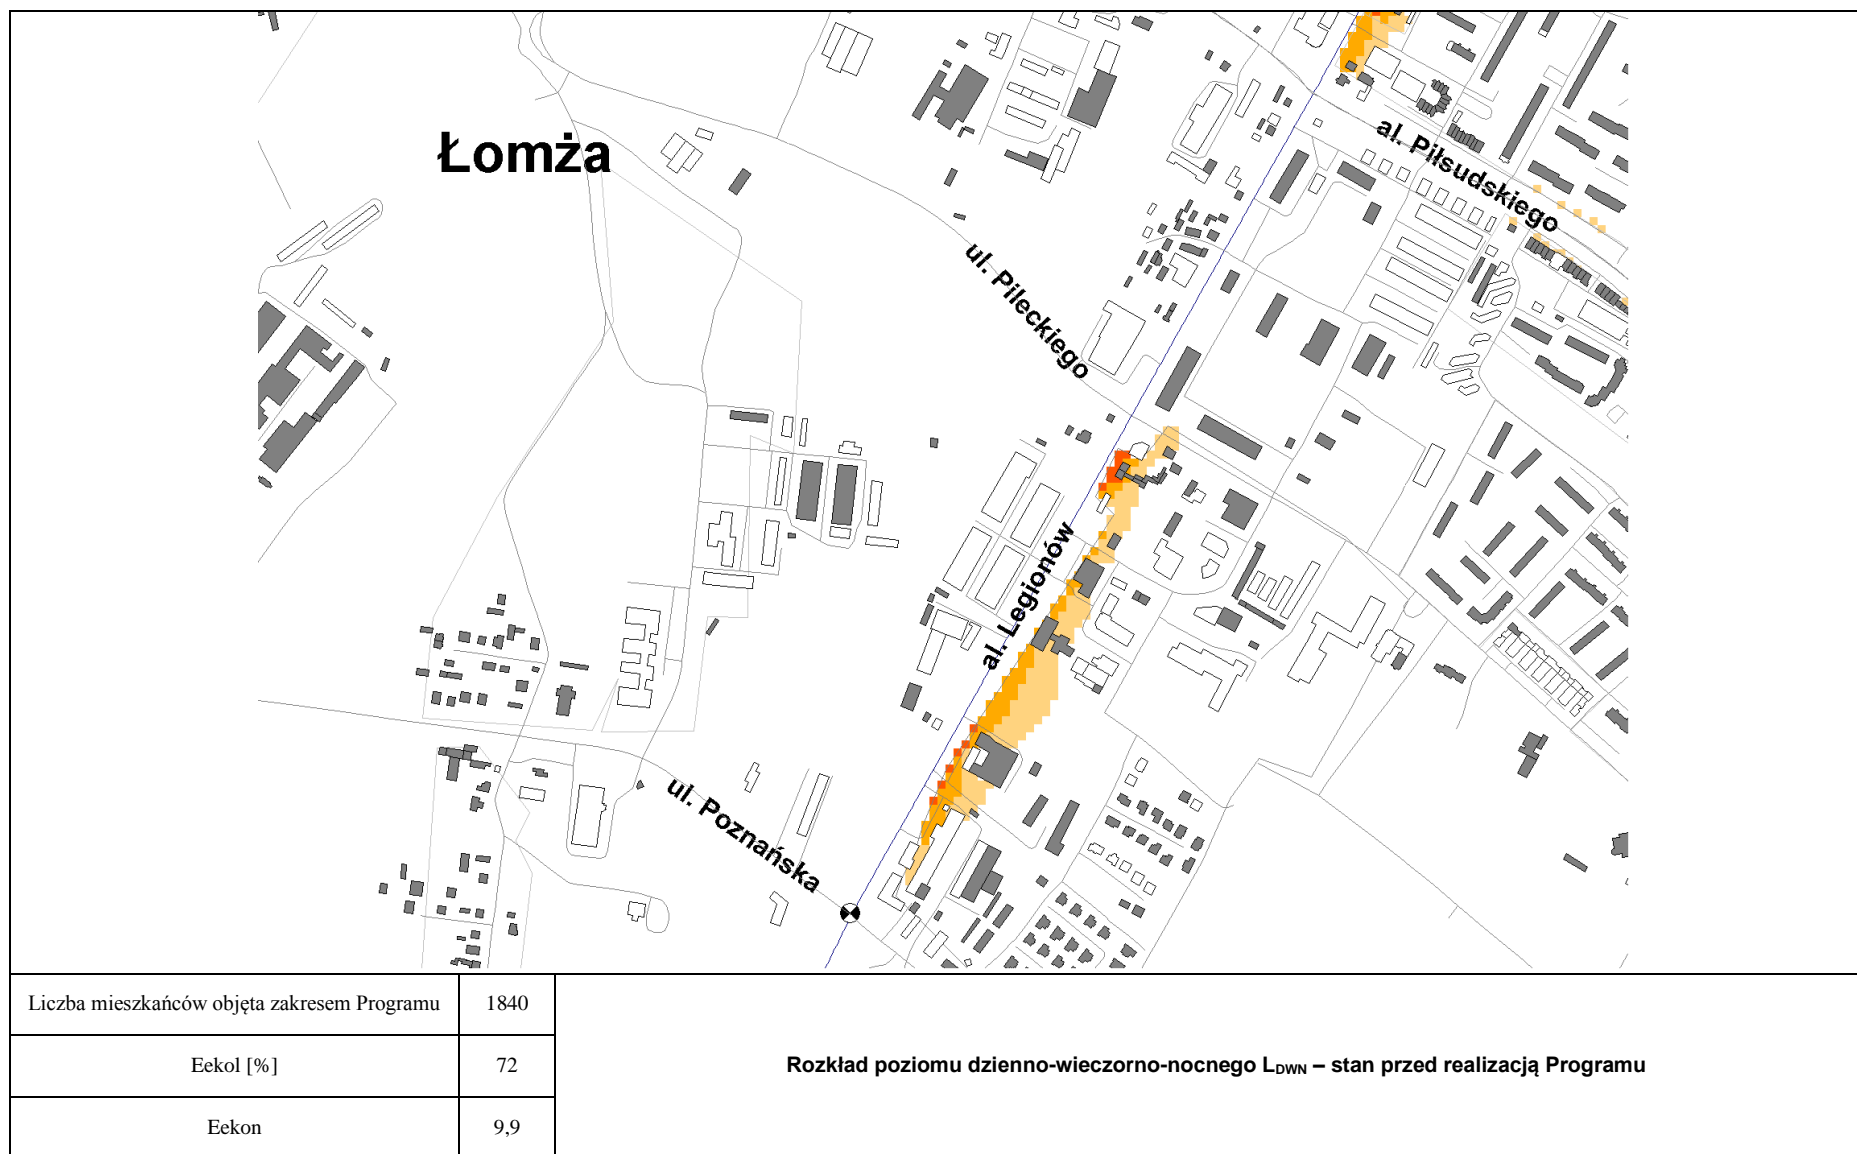 Łomża
al. Piłsudskiego
ul. Pileckiego
al. Legionów
ul. Poznańska
Liczba mieszkańców objęta zakresem Programu 1840
Eekol [%] 72
Eekon 9,9
Rozkład poziomu dzienno-wieczorno-nocnego LDWN – stan przed realizacją Programu